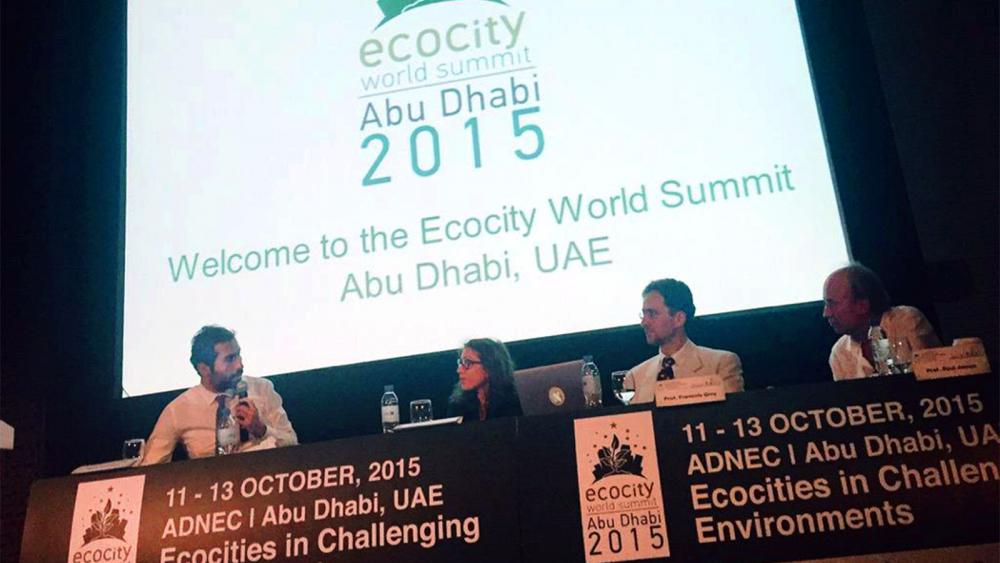 ecocity
world summit
Abu Dhabi
2015
Welcome to the Ecocity World Summit
Abu Dhabi, UAE
Prof. Francois Grey
Prof. Paul
11 - 13 OCTOBER, 2015
ADNEC | Abu Dhabi, UAE
Ecocities in Challenging
ecocity
ecocity
world summit
Abu Dhabi
2015
11 - 13 OCTOBER, 2015
ADNEC | Abu Dhabi, UA
Ecocities in Challen
Environments